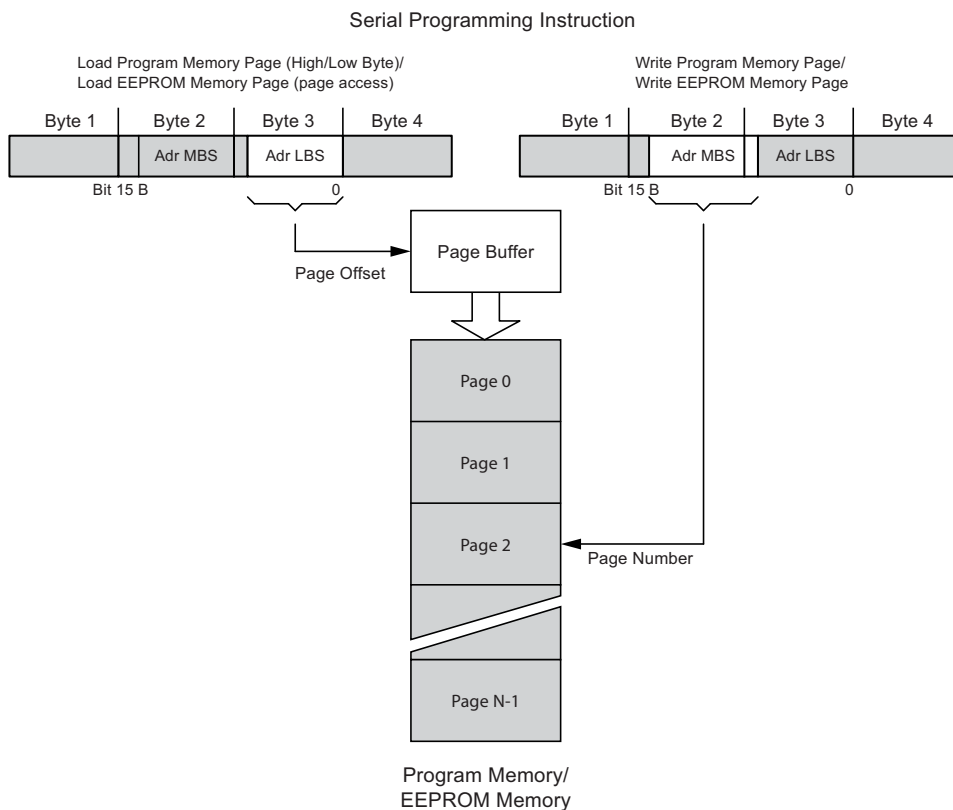 Serial Programming Instruction
Load Program Memory Page (High/Low Byte)/
Load EEPROM Memory Page (page access)
Byte 1
Byte 2
Byte 3
Byte 4
Adr MBS
Adr LBS
Bit 15 B
0
Page Offset
Write Program Memory Page/
Write EEPROM Memory Page
Byte 1
Byte 2
Byte 3
Byte 4
Adr MBS
Adr LBS
Bit 15 B
0
Page Buffer
Page 0
Page 1
Page 2
Page Number
Page N-1
Program Memory/
EEPROM Memory